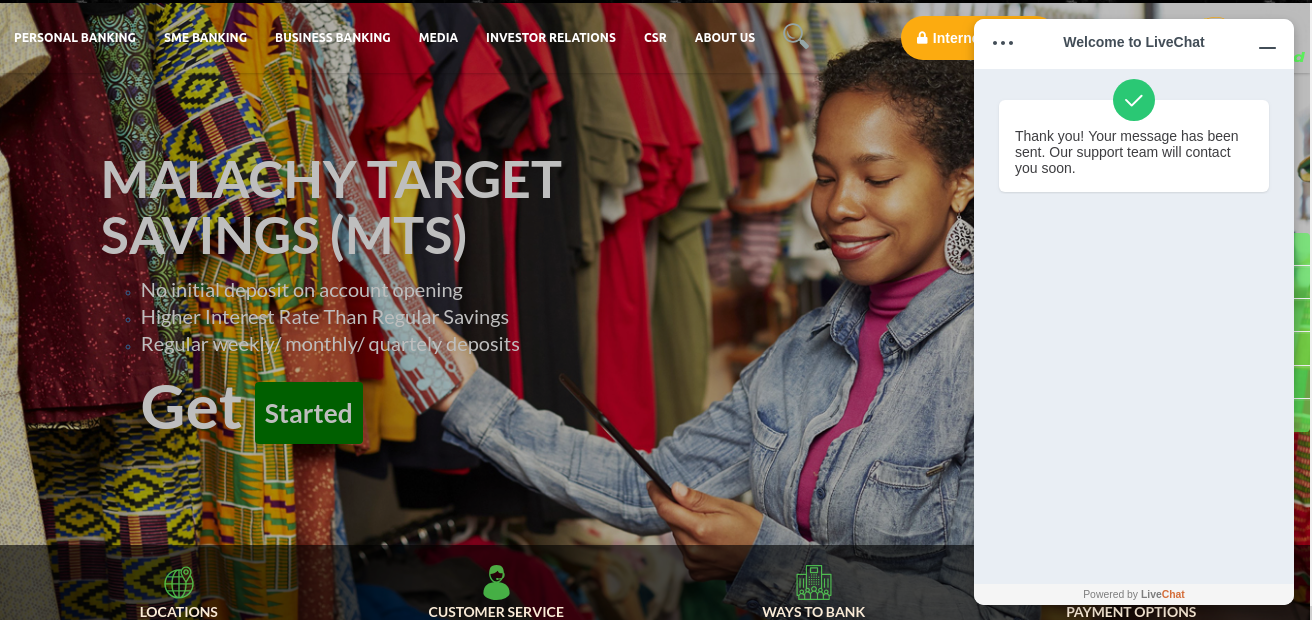 PERSONAL BANKING
SME BANKING
BUSINESS BANKING
MEDIA
INVESTOR RELATIONS
CSR
ABOUT US
Welcome to LiveChat
Thank you! Your message has been
sent. Our support team will contact
you soon.
MALACHY TARGET
SAVINGS (MTS)
No initial deposit on account opening
Higher Interest Rate Than Regular Savings
Regular weekly/ monthly/ quartely deposits
Get Started
LOCATIONS
CUSTOMER SERVICE
WAYS TO BANK
PAYMENT OPTIONS
Powered by LiveChat